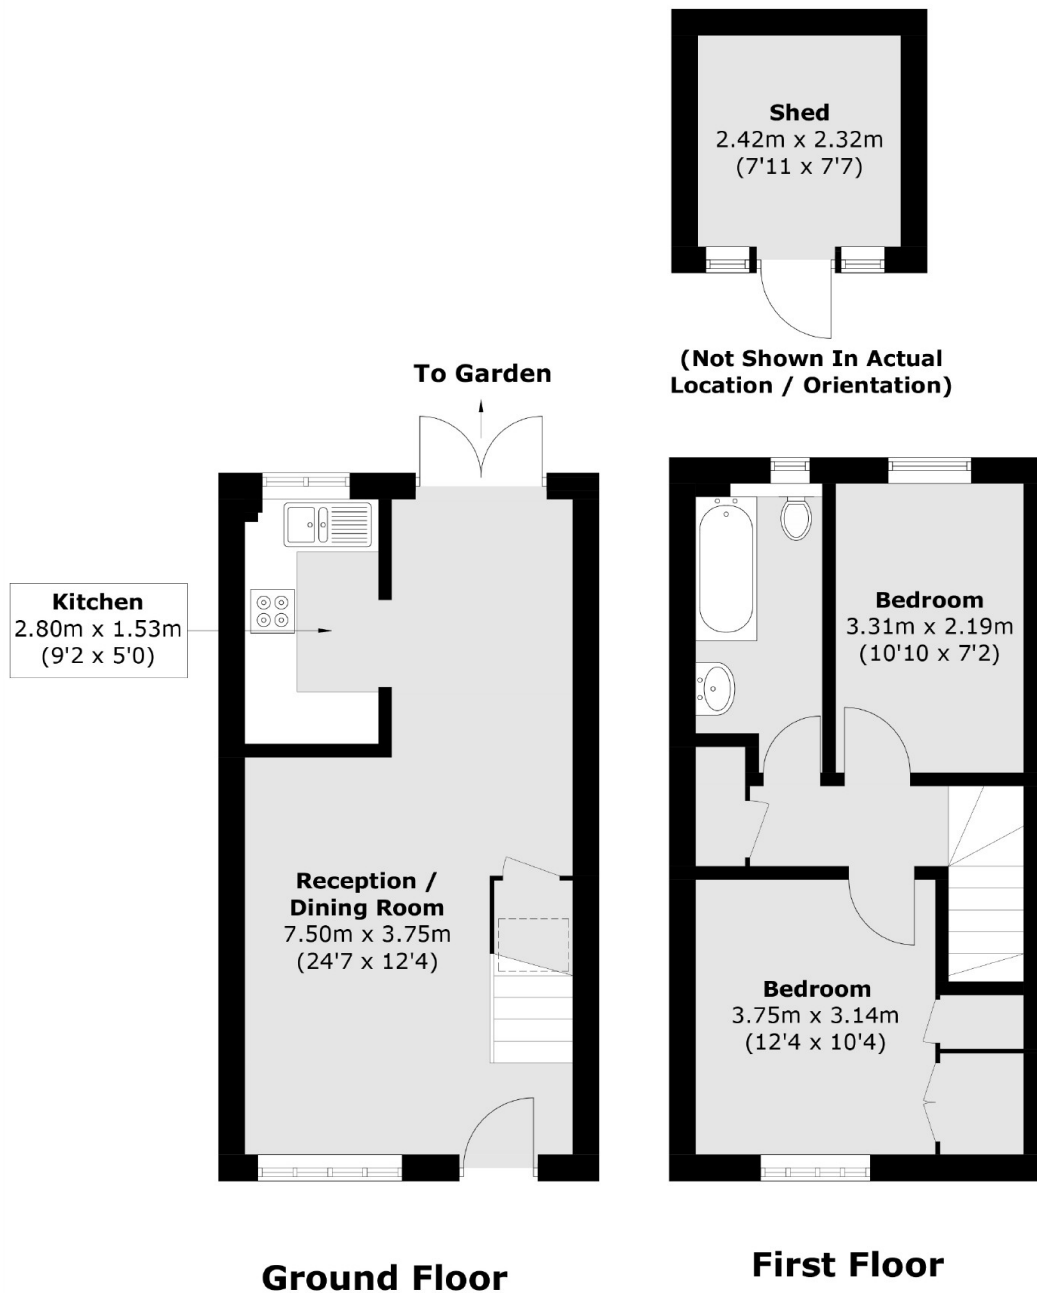 Shed
2.42m x 2.32m
(7'11 x 7'7)
(Not Shown In Actual
Location / Orientation)
To Garden
Kitchen
2.80m x 1.53m
(9'2 x 5'0)
Bedroom
3.31m x 2.19m
(10'10 x 7'2)
Reception /
Dining Room
7.50m x 3.75m
(24'7 x 12'4)
Bedroom
3.75m x 3.14m
(12'4 x 10'4)
Ground Floor
First Floor